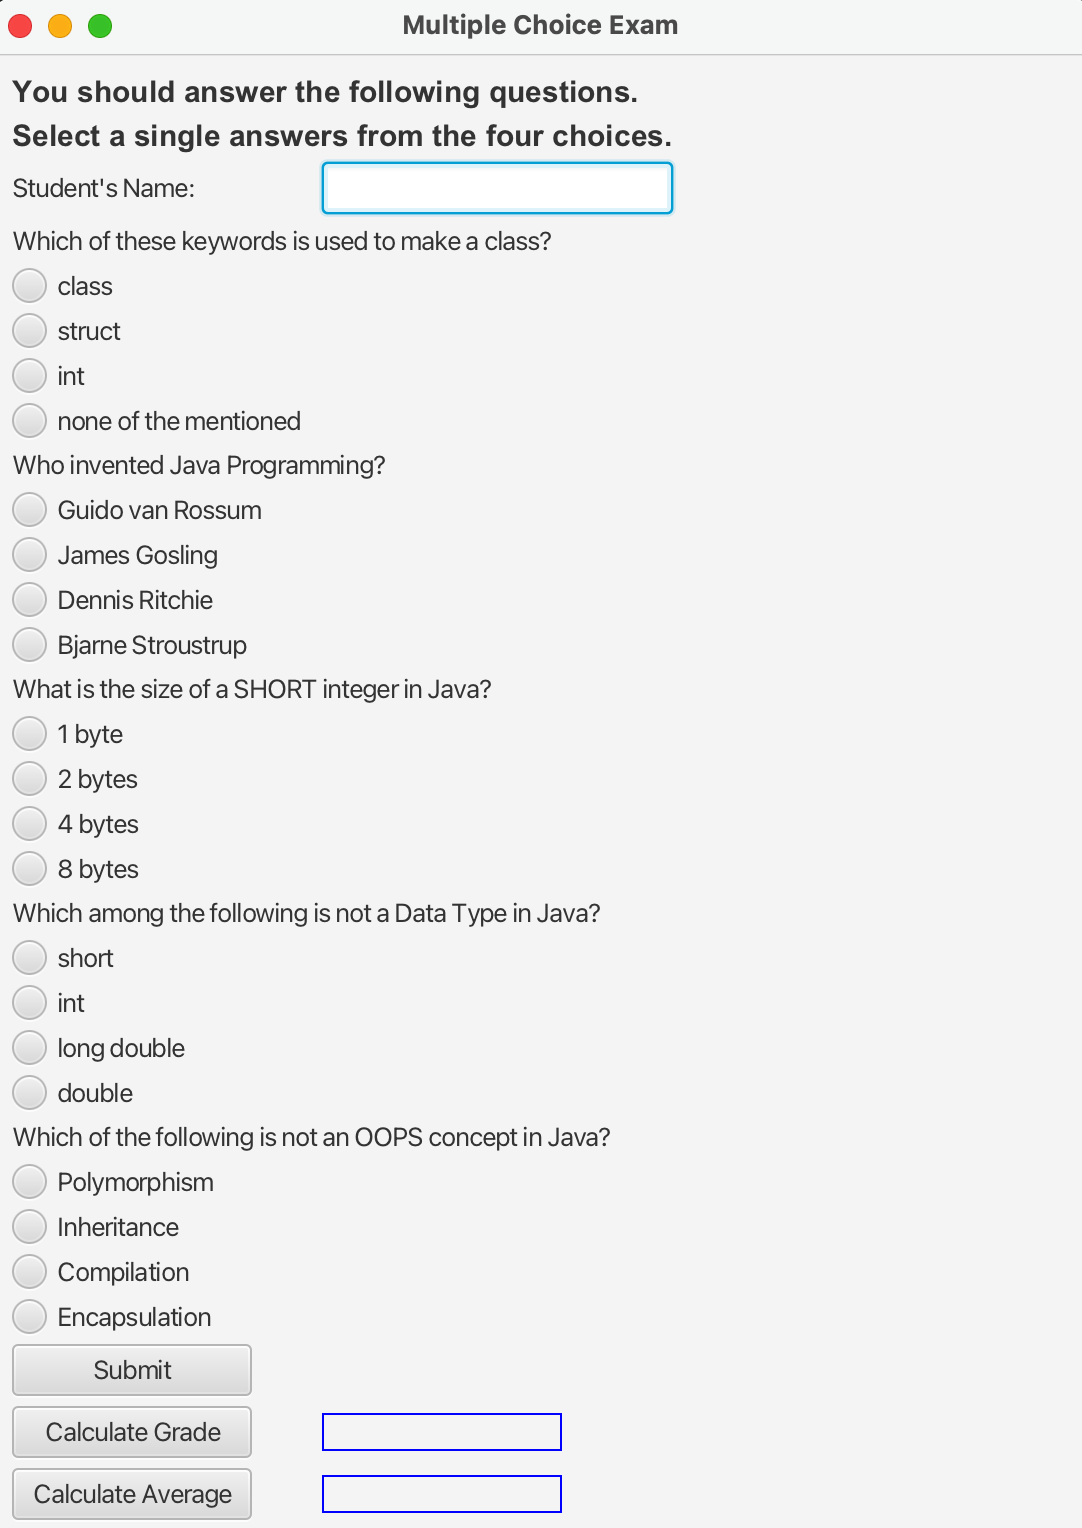 Multiple Choice Exam
You should answer the following questions.
Select a single answers from the four choices.
Student's Name:
Which of these keywords is used to make a class?
class
struct
int
none of the mentioned
Who invented Java Programming?
Guido van Rossum
James Gosling
Dennis Ritchie
Bjarne Stroustrup
What is the size of a SHORT integer in Java?
1 byte
2 bytes
4 bytes
8 bytes
Which among the following is not a Data Type in Java?
short
int
long double
double
Which of the following is not an OOPS concept in Java?
Polymorphism
Inheritance
Compilation
Encapsulation
Submit
Calculate Grade
Calculate Average